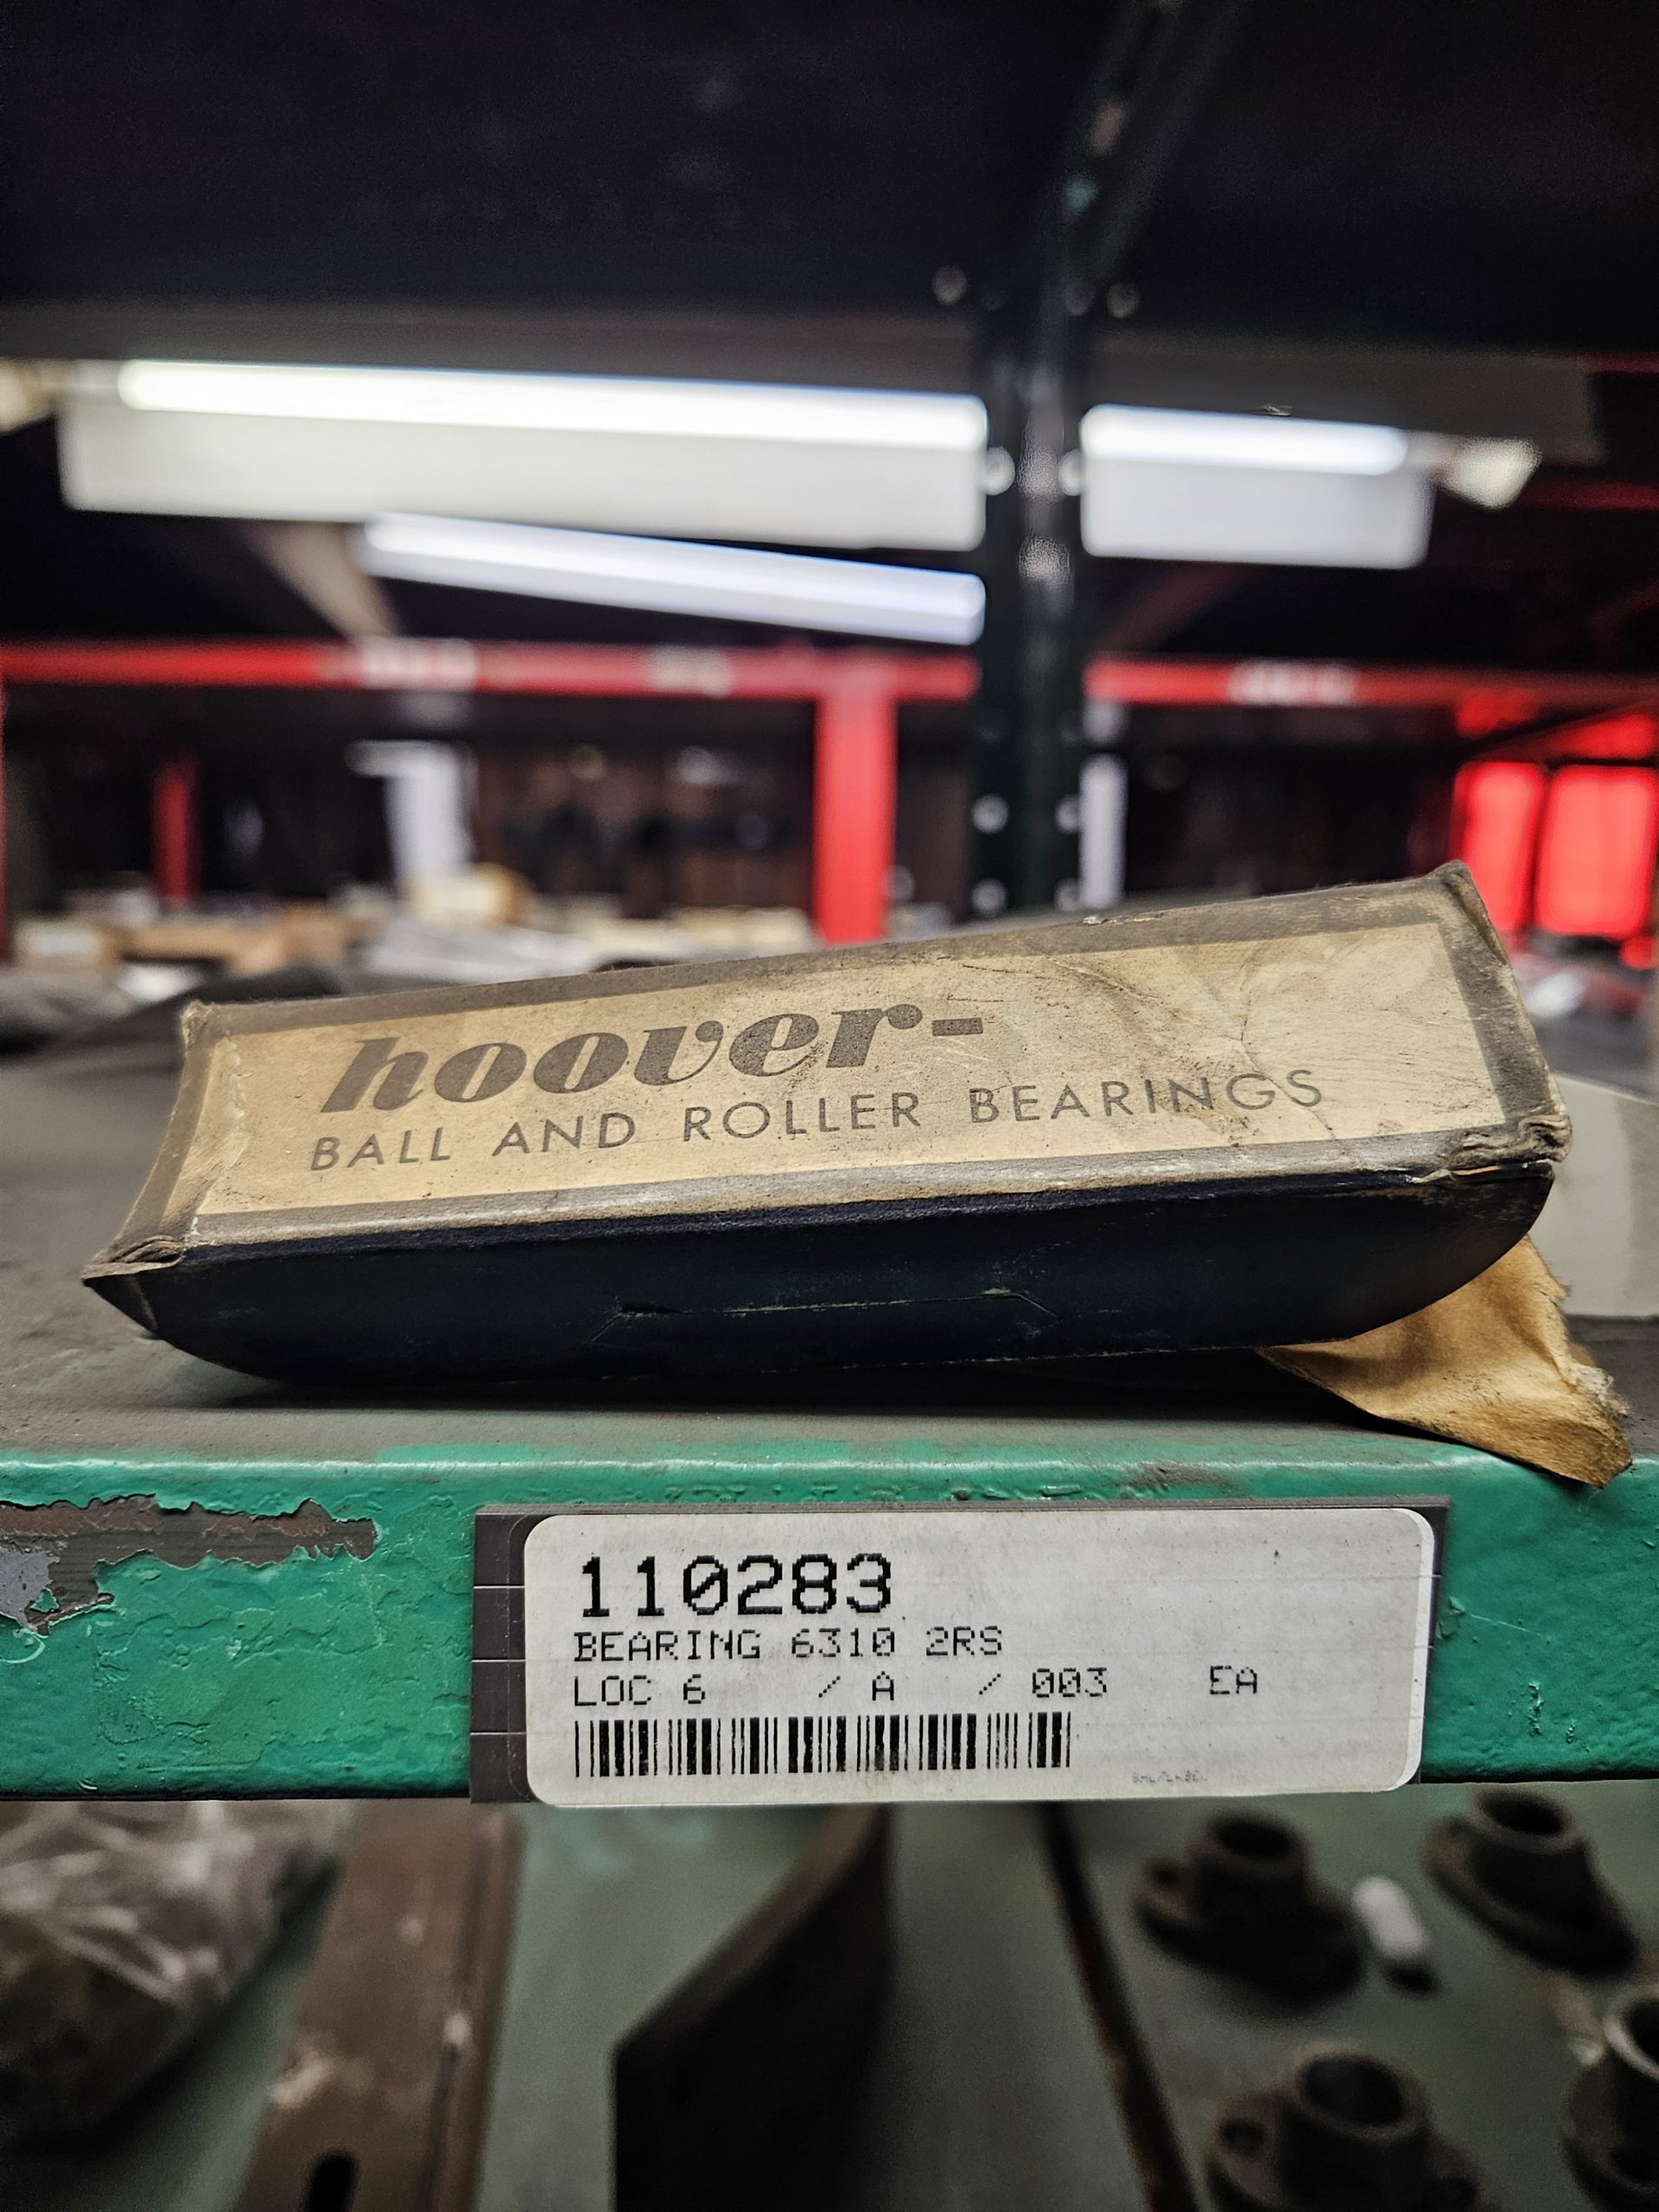 hoover-
BALL AND ROLLER BEARINGS
110283
BEARING 6310 2RS
LOC 6 / A / 003 EA